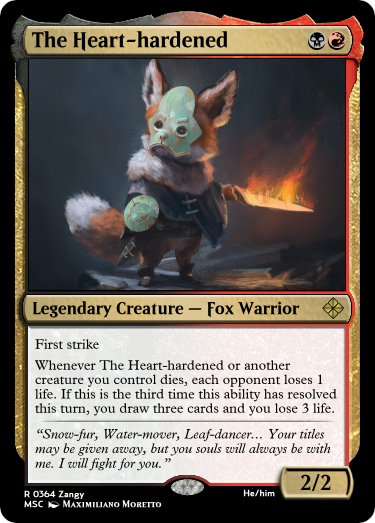 The Heart-hardened
Legendary Creature — Fox Warrior
First strike
Whenever The Heart-hardened or another
creature you control dies, each opponent loses 1
life. If this is the third time this ability has resolved
this turn, you draw three cards and you lose 3 life.
“Snow-fur, Water-mover, Leaf-dancer… Your titles
may be given away, but you souls will always be with
me. I will fight for you.”
2/2
R 0364 Zangy
He/him
MSC Maximiliano Moretto